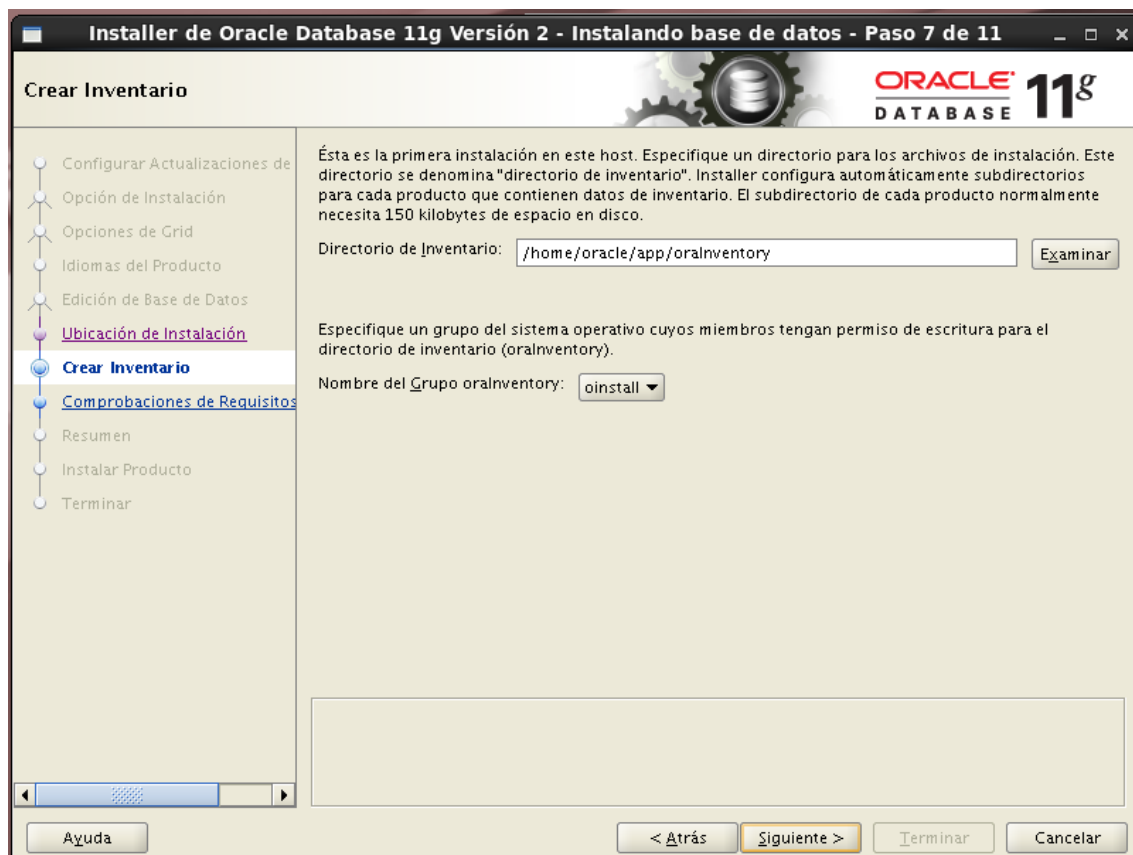 Installer de Oracle Database 11g Versión 2 - Instalando base de datos - Paso 7 de 11
Crear Inventario
ORACLE
DATABASE
11g
Configurar Actualizaciones de
Opción de Instalación
Opciones de Grid
Idiomas del Producto
Edición de Base de Datos
Ubicación de Instalación
Crear Inventario
Comprobaciones de Requisitos
Resumen
Instalar Producto
Terminar
Ésta es la primera instalación en este host. Especifique un directorio para los archivos de instalación. Este
directorio se denomina "directorio de inventario". Installer configura automáticamente subdirectorios
para cada producto que contienen datos de inventario. El subdirectorio de cada producto normalmente
necesita 150 kilobytes de espacio en disco.
Directorio de Inventario: /home/oracle/app/oraInventory Examinar
Especifique un grupo del sistema operativo cuyos miembros tengan permiso de escritura para el
directorio de inventario (oraInventory).
Nombre del Grupo oraInventory: oinstall
Ayuda < Atrás Siguiente > Terminar Cancelar